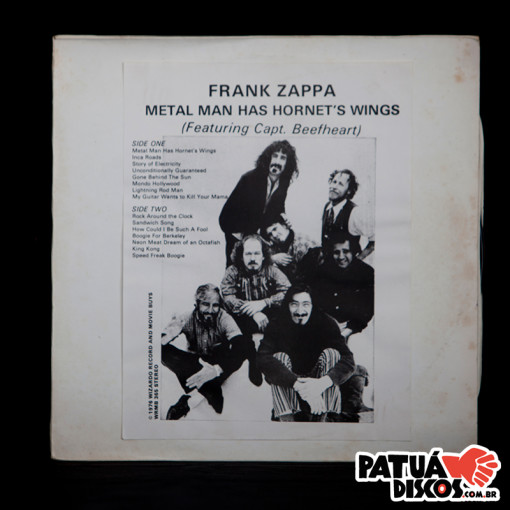 FRANK ZAPPA
METAL MAN HAS HORNET'S WINGS
(Featuring Capt. Beefheart)
SIDE ONE
Metal Man Has Hornet's Wings
Inca Roads
Story of Electricity
Unconditionally Guaranteed
Gone Behind The Sun
Mondo Hollywood
Lightning Rod Man
My Guitar Wants to Kill Your Mama
SIDE TWO
Rock Around the Clock
Sandwich Song
How Could I Be Such A Fool
Boogie For Berkeley
Neon Meat Dream of an Octafish
King Kong
Speed Freak Boogie
© 1976 WIZARDO RECORD AND MOVIE BUYS
WRMB 365 STEREO
PATUÁ
DISCOS.COM.BR